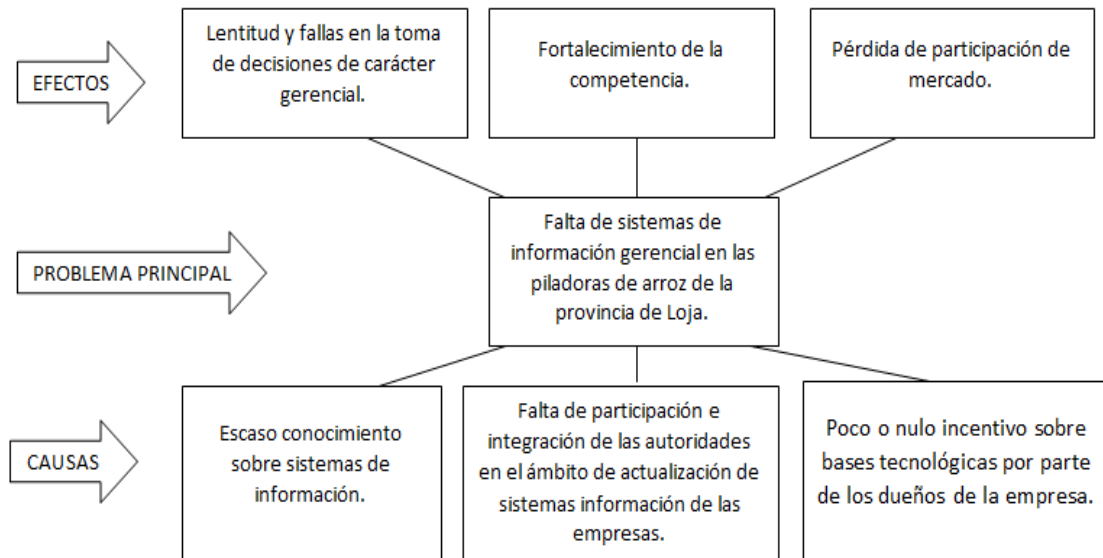 EFECTOS
Lentitud y fallas en la toma
de decisiones de carácter
gerencial.
Fortalecimiento de la
competencia.
Pérdida de participación de
mercado.
PROBLEMA PRINCIPAL
Falta de sistemas de
información gerencial en las
piladoras de arroz de la
provincia de Loja.
CAUSAS
Escaso conocimiento
sobre sistemas de
información.
Falta de participación e
integración de las autoridades
en el ámbito de actualización de
sistemas información de las
empresas.
Poco o nulo incentivo sobre
bases tecnológicas por parte
de los dueños de la empresa.